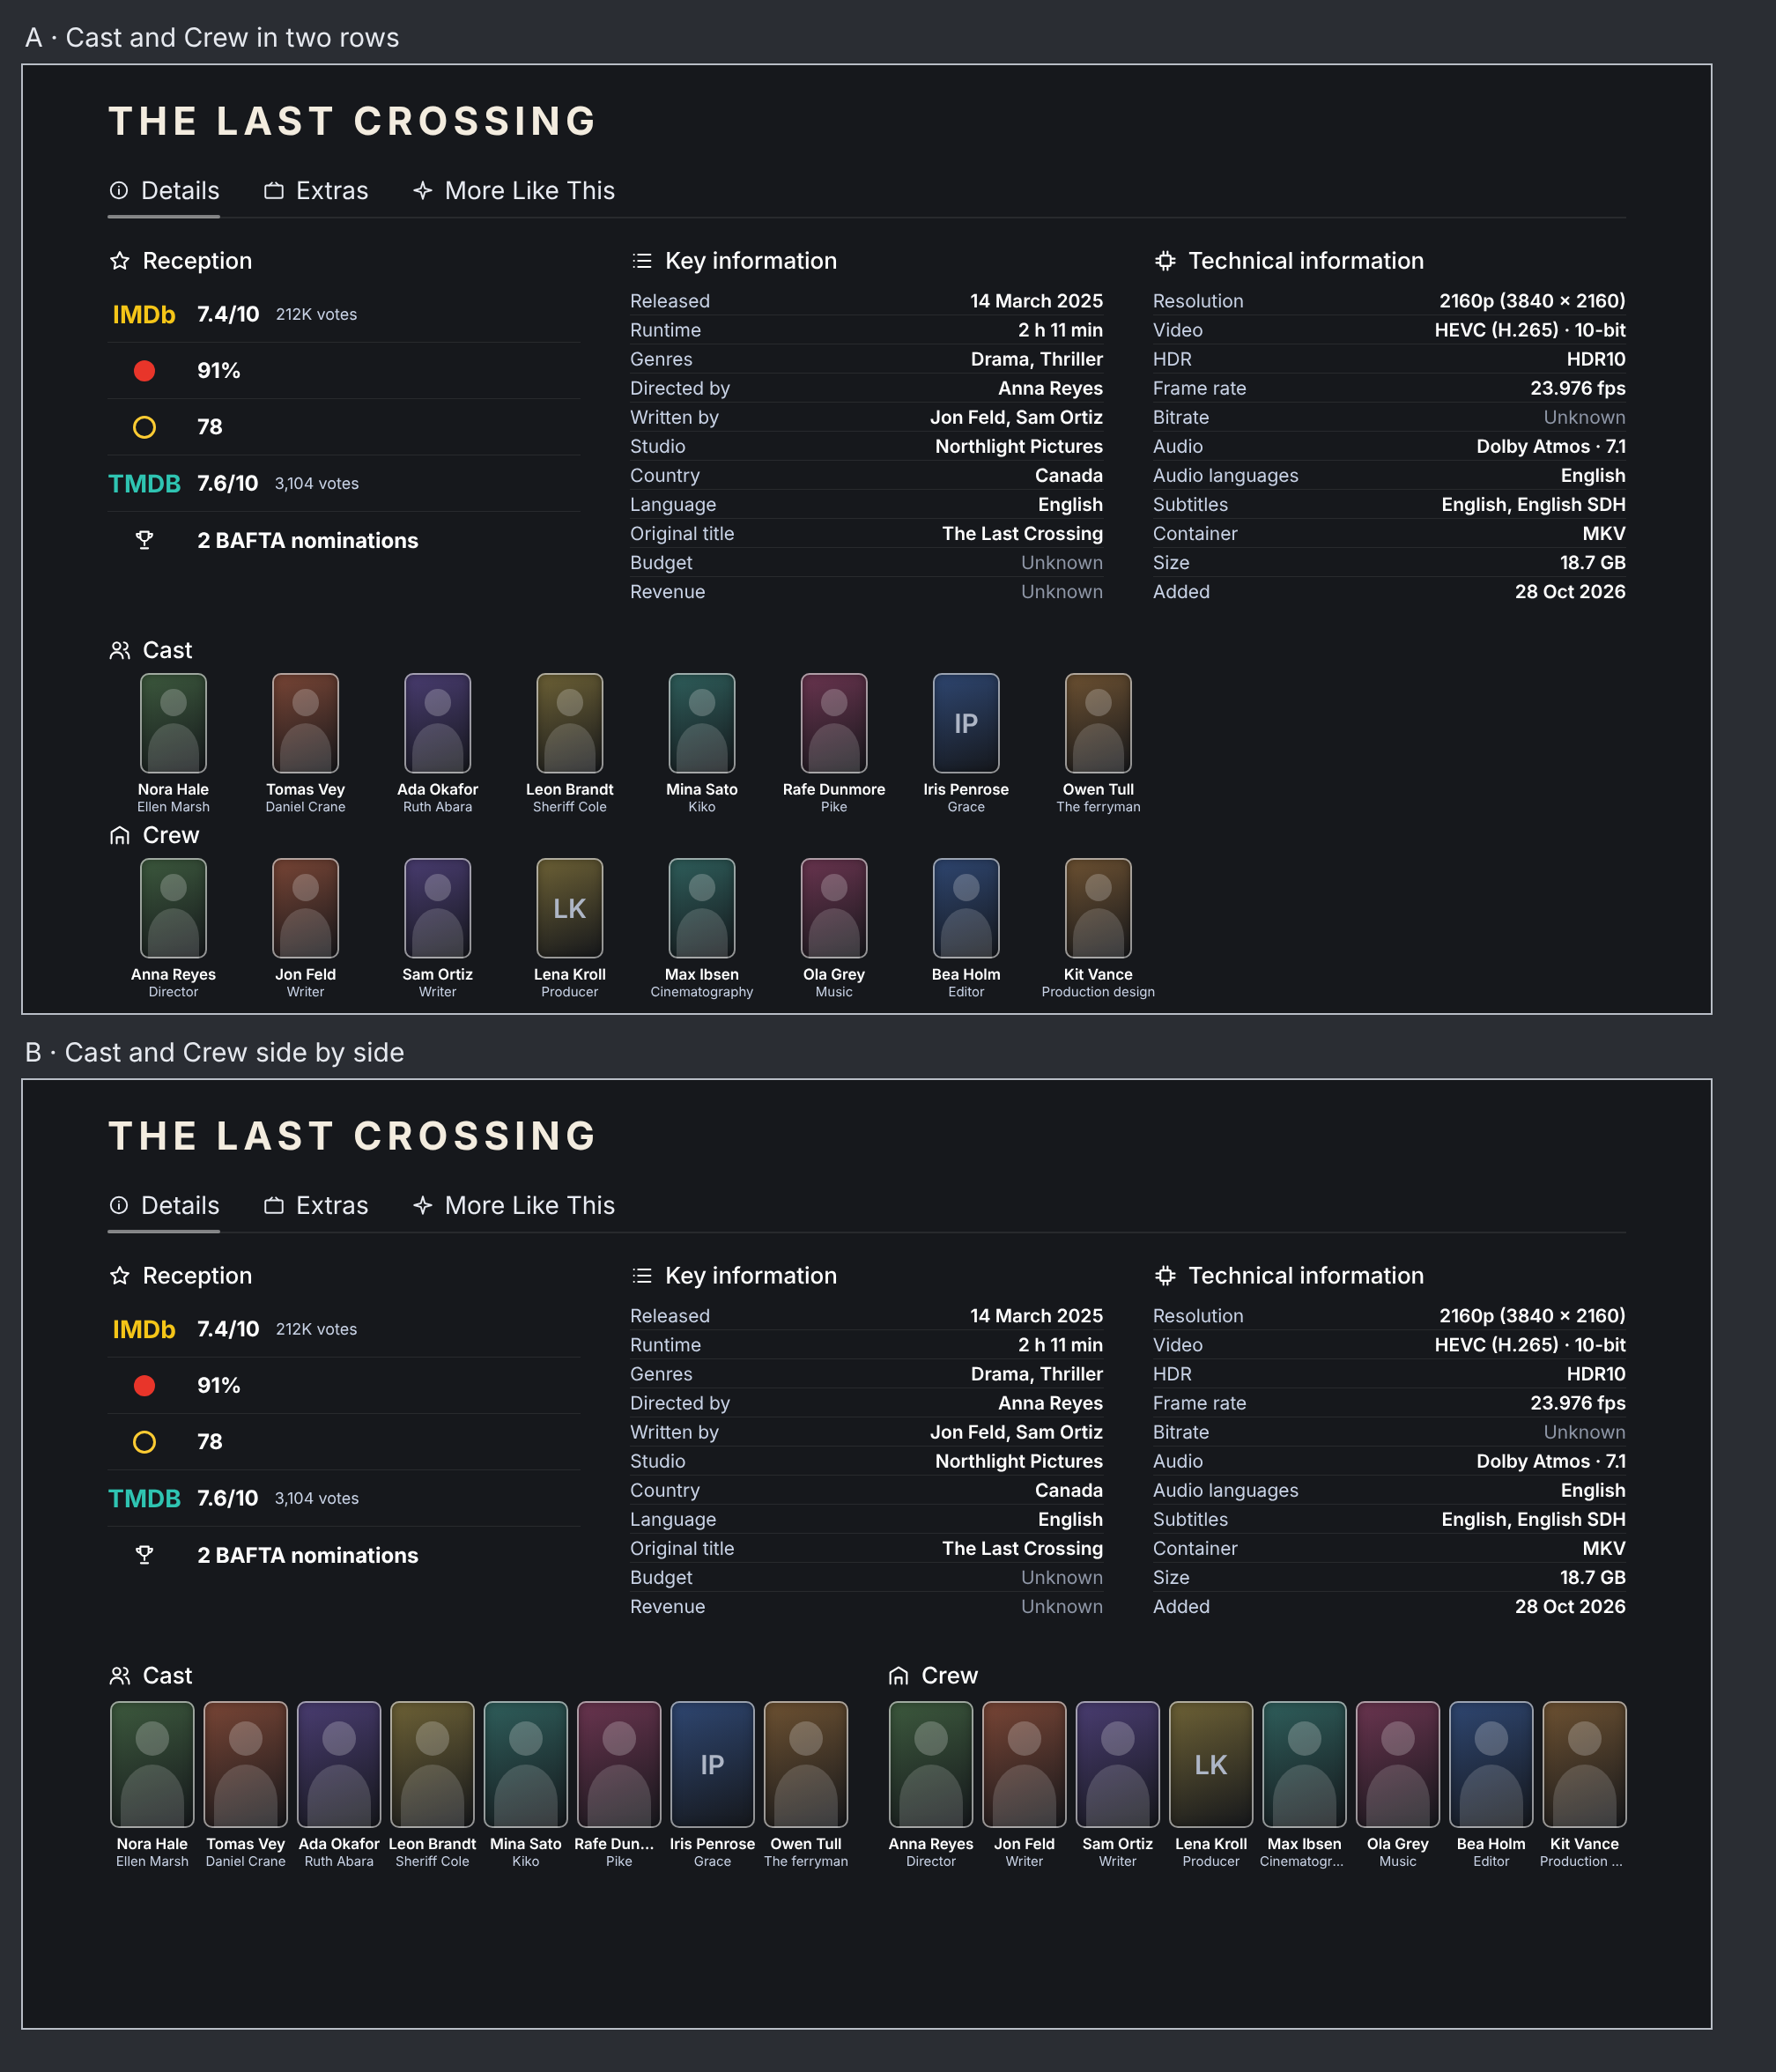 A · Cast and Crew in two rows
THE LAST CROSSING
Details Extras More Like This
Reception
IMDb 7.4/10 212K votes
91%
78
TMDB 7.6/10 3,104 votes
2 BAFTA nominations
Key information
Released 14 March 2025
Runtime 2 h 11 min
Genres Drama, Thriller
Directed by Anna Reyes
Written by Jon Feld, Sam Ortiz
Studio Northlight Pictures
Country Canada
Language English
Original title The Last Crossing
Budget Unknown
Revenue Unknown
Technical information
Resolution 2160p (3840 × 2160)
Video HEVC (H.265) · 10-bit
HDR HDR10
Frame rate 23.976 fps
Bitrate Unknown
Audio Dolby Atmos · 7.1
Audio languages English
Subtitles English, English SDH
Container MKV
Size 18.7 GB
Added 28 Oct 2026
Cast
IP
Nora Hale Tomas Vey Ada Okafor Leon Brandt Mina Sato Rafe Dunmore Iris Penrose Owen Tull
Ellen Marsh Daniel Crane Ruth Abara Sheriff Cole Kiko Pike Grace The ferryman
Crew
LK
Anna Reyes Jon Feld Sam Ortiz Lena Kroll Max Ibsen Ola Grey Bea Holm Kit Vance
Director Writer Writer Producer Cinematography Music Editor Production design
B · Cast and Crew side by side
THE LAST CROSSING
Details Extras More Like This
Reception
IMDb 7.4/10 212K votes
91%
78
TMDB 7.6/10 3,104 votes
2 BAFTA nominations
Key information
Released 14 March 2025
Runtime 2 h 11 min
Genres Drama, Thriller
Directed by Anna Reyes
Written by Jon Feld, Sam Ortiz
Studio Northlight Pictures
Country Canada
Language English
Original title The Last Crossing
Budget Unknown
Revenue Unknown
Technical information
Resolution 2160p (3840 × 2160)
Video HEVC (H.265) · 10-bit
HDR HDR10
Frame rate 23.976 fps
Bitrate Unknown
Audio Dolby Atmos · 7.1
Audio languages English
Subtitles English, English SDH
Container MKV
Size 18.7 GB
Added 28 Oct 2026
Cast
IP
Nora Hale Tomas Vey Ada Okafor Leon Brandt Mina Sato Rafe Dun... Iris Penrose Owen Tull
Ellen Marsh Daniel Crane Ruth Abara Sheriff Cole Kiko Pike Grace The ferryman
Crew
LK
Anna Reyes Jon Feld Sam Ortiz Lena Kroll Max Ibsen Ola Grey Bea Holm Kit Vance
Director Writer Writer Producer Cinematogr... Music Editor Production ...